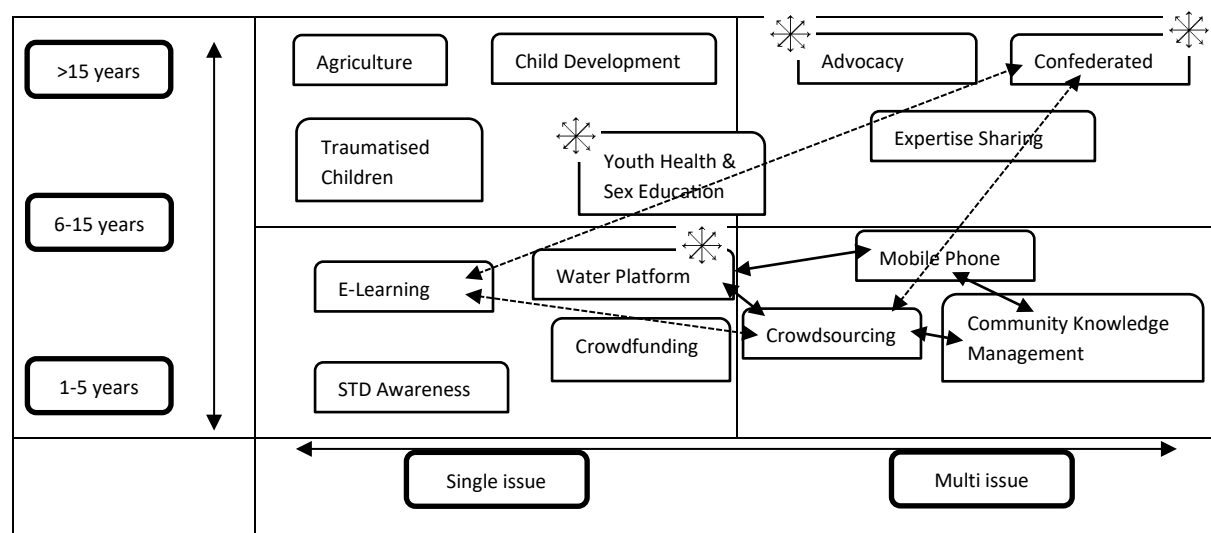 >15 years
Agriculture
Child Development
Advocacy
Confederated
Traumatised
Children
Youth Health &
Sex Education
Expertise Sharing
6-15 years
E-Learning
Water Platform
Mobile Phone
Crowdfunding
Crowdsourcing
Community Knowledge
Management
1-5 years
STD Awareness
Single issue
Multi issue